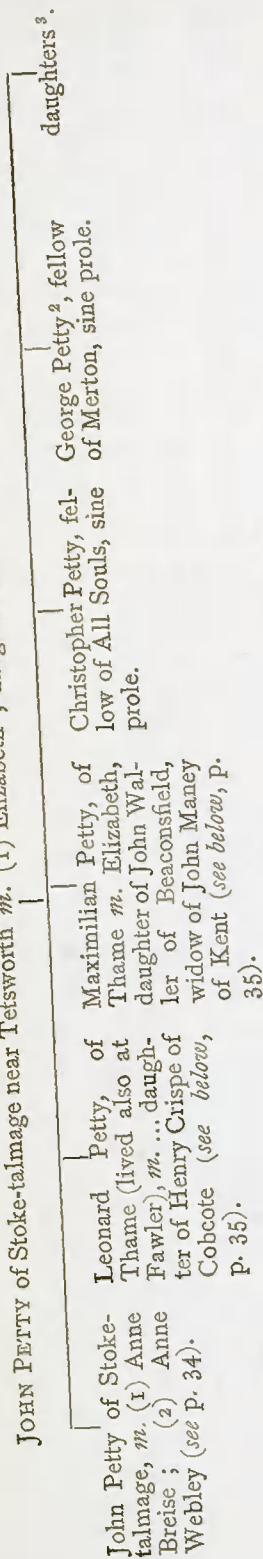 JOHN PETTY of Stoke-talmage near Tetsworth m. (1) Elizabeth
John Petty of Stoke-
talmage, m. (1) Anne
Breise ; (2) Anne
Webley (see p. 34).
Leonard Petty, of
Thame (lived also at
Fawler), m. ... daugh-
ter of Henry Crispe of
Cobcote (see below,
p. 35).
Maximilian Petty, of
Thame m. Elizabeth,
daughter of John Wal-
ler of Beaconsfield,
widow of John Maney
of Kent (see below, p.
35).
Christopher Petty, fel-
low of All Souls, sine
prole.
George Petty², fellow
of Merton, sine prole.
daughters³.